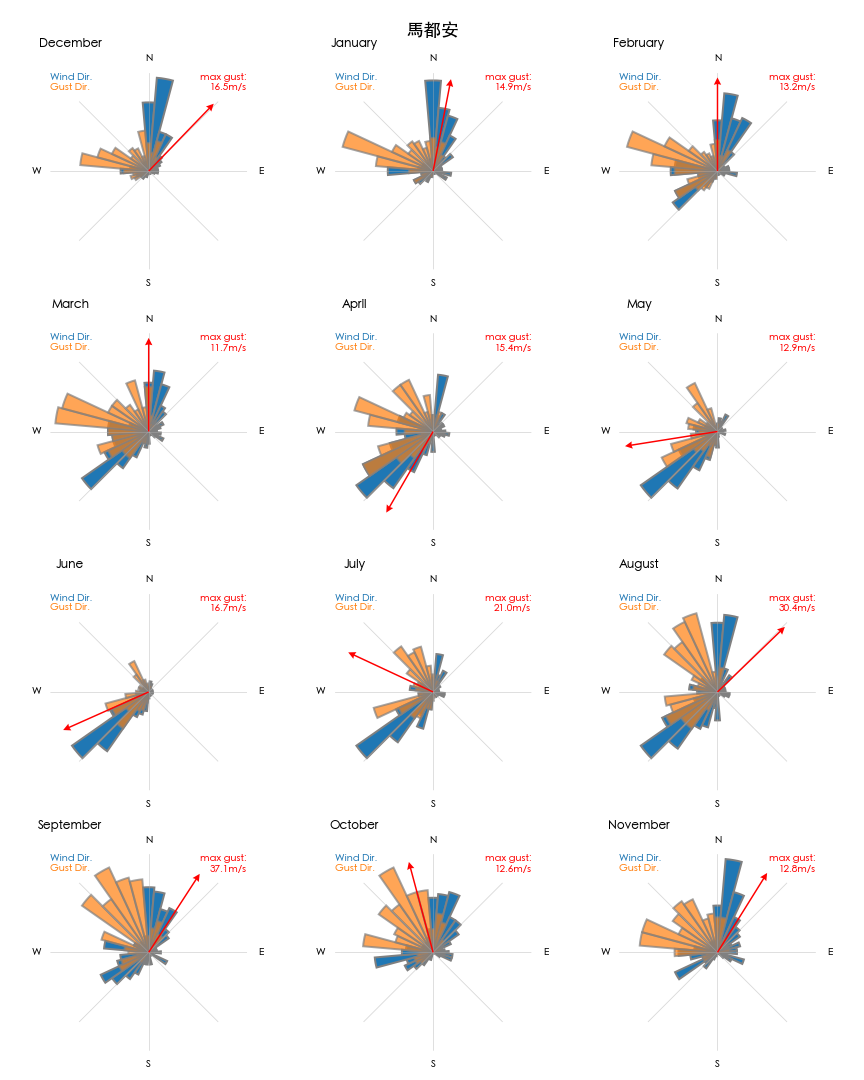 馬都安
December
N
Wind Dir.
Gust Dir.
max gust:
16.5m/s
W
E
S
January
N
Wind Dir.
Gust Dir.
max gust:
14.9m/s
W
E
S
February
N
Wind Dir.
Gust Dir.
max gust:
13.2m/s
W
E
S
March
N
Wind Dir.
Gust Dir.
max gust:
11.7m/s
W
E
S
April
N
Wind Dir.
Gust Dir.
max gust:
15.4m/s
W
E
S
May
N
Wind Dir.
Gust Dir.
max gust:
12.9m/s
W
E
S
June
N
Wind Dir.
Gust Dir.
max gust:
16.7m/s
W
E
S
July
N
Wind Dir.
Gust Dir.
max gust:
21.0m/s
W
E
S
August
N
Wind Dir.
Gust Dir.
max gust:
30.4m/s
W
E
S
September
N
Wind Dir.
Gust Dir.
max gust:
37.1m/s
W
E
S
October
N
Wind Dir.
Gust Dir.
max gust:
12.6m/s
W
E
S
November
N
Wind Dir.
Gust Dir.
max gust:
12.8m/s
W
E
S